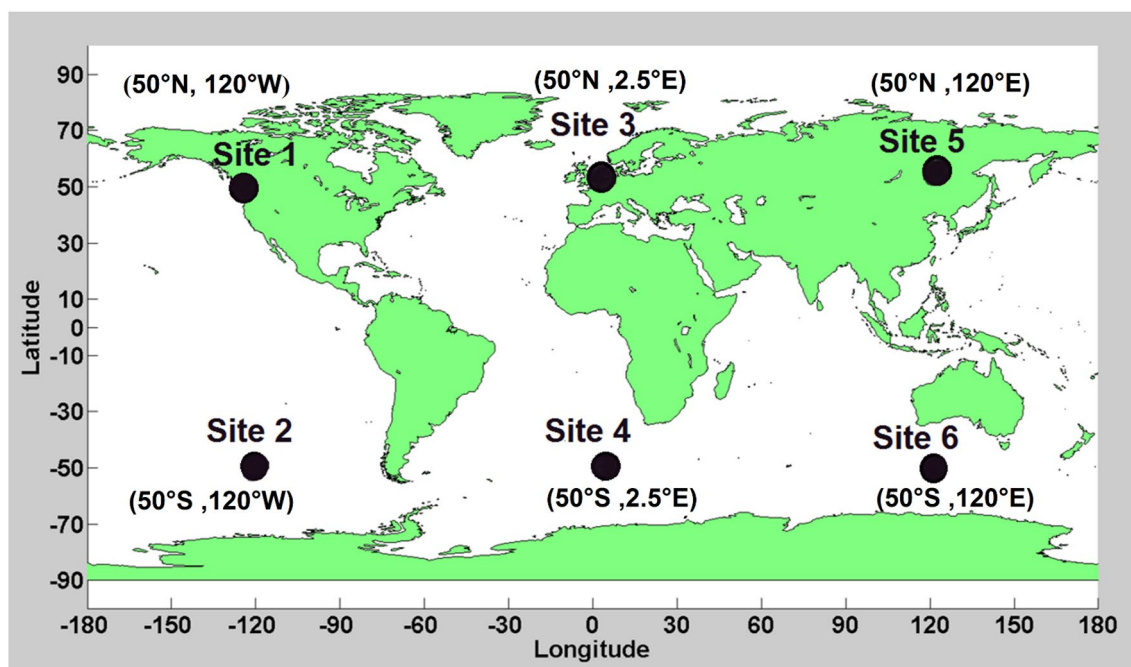 90
70
50
30
10
0
-10
-30
-50
-70
-90
Latitude
(50°N, 120°W)
(50°N ,2.5°E)
(50°N ,120°E)
Site 1
Site 3
Site 5
Site 2
Site 4
Site 6
(50°S ,120°W)
(50°S ,2.5°E)
(50°S ,120°E)
-180 -150 -120 -90 -60 -30 0 30 60 90 120 150 180
Longitude